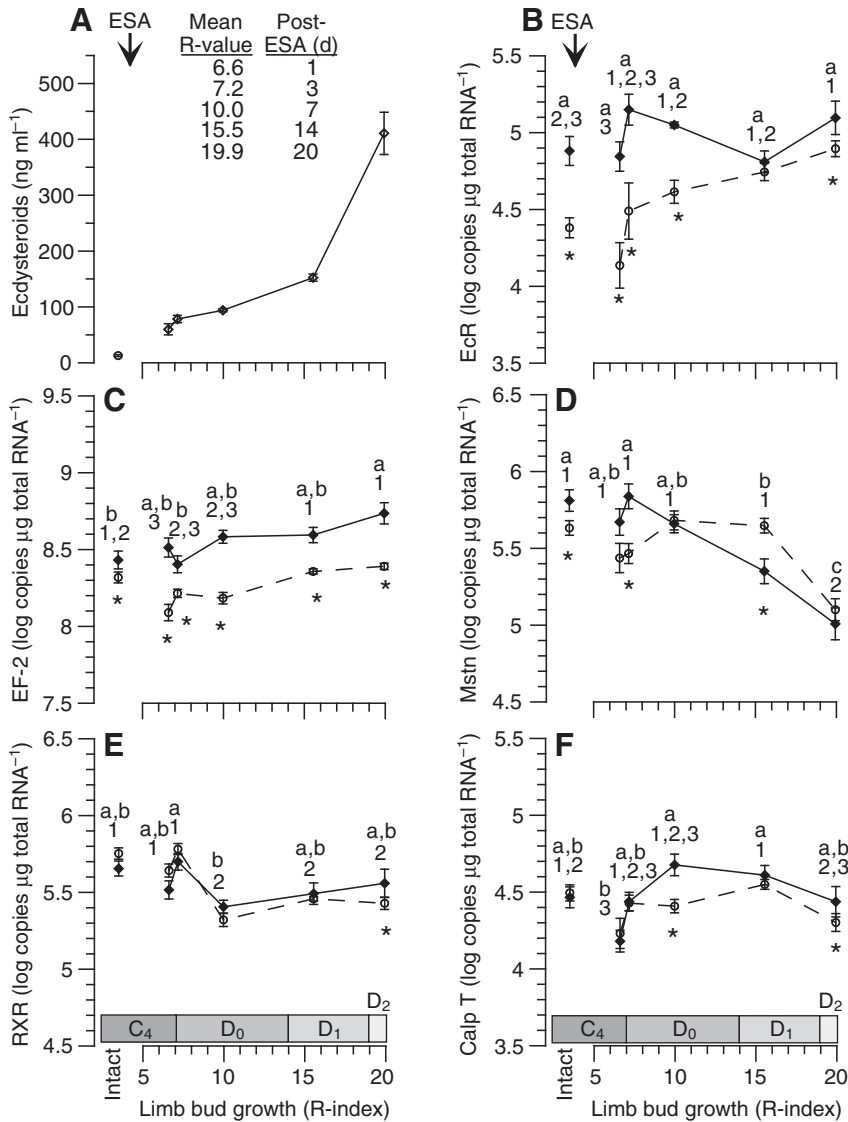 A
ESA
Mean Post-
R-value ESA (d)
6.6 1
7.2 3
10.0 7
15.5 14
19.9 20
Ecdysteroids (ng ml–1)
500
400
300
200
100
0
B
ESA
EcR (log copies µg total RNA–1)
5.5
5
4.5
4
3.5
a
2,3
a
3
a
1,2,3
a
1,2
a
1,2
a
1
* * * * *
C
EF-2 (log copies µg total RNA–1)
9.5
9
8.5
8
7.5
b
1,2
a,b
3
b
2,3
a,b
2,3
a,b
1
a
1
* * * * * *
D
Mstn (log copies µg total RNA–1)
6.5
6
5.5
5
4.5
a
1
a,b
1
a
1
a,b
1
b
1
c
2
* * *
E
RXR (log copies µg total RNA–1)
6.5
6
5.5
5
4.5
a,b
1
a,b
1
a
1
b
2
a,b
2
a,b
2
*
C4 D0 D1 D2
Intact 5 10 15 20
Limb bud growth (R-index)
F
Calp T (log copies µg total RNA–1)
5.5
5
4.5
4
3.5
a,b
1,2
b
3
a,b
1,2,3
a
1,2,3
a
1
a,b
2,3
* *
C4 D0 D1 D2
Intact 5 10 15 20
Limb bud growth (R-index)